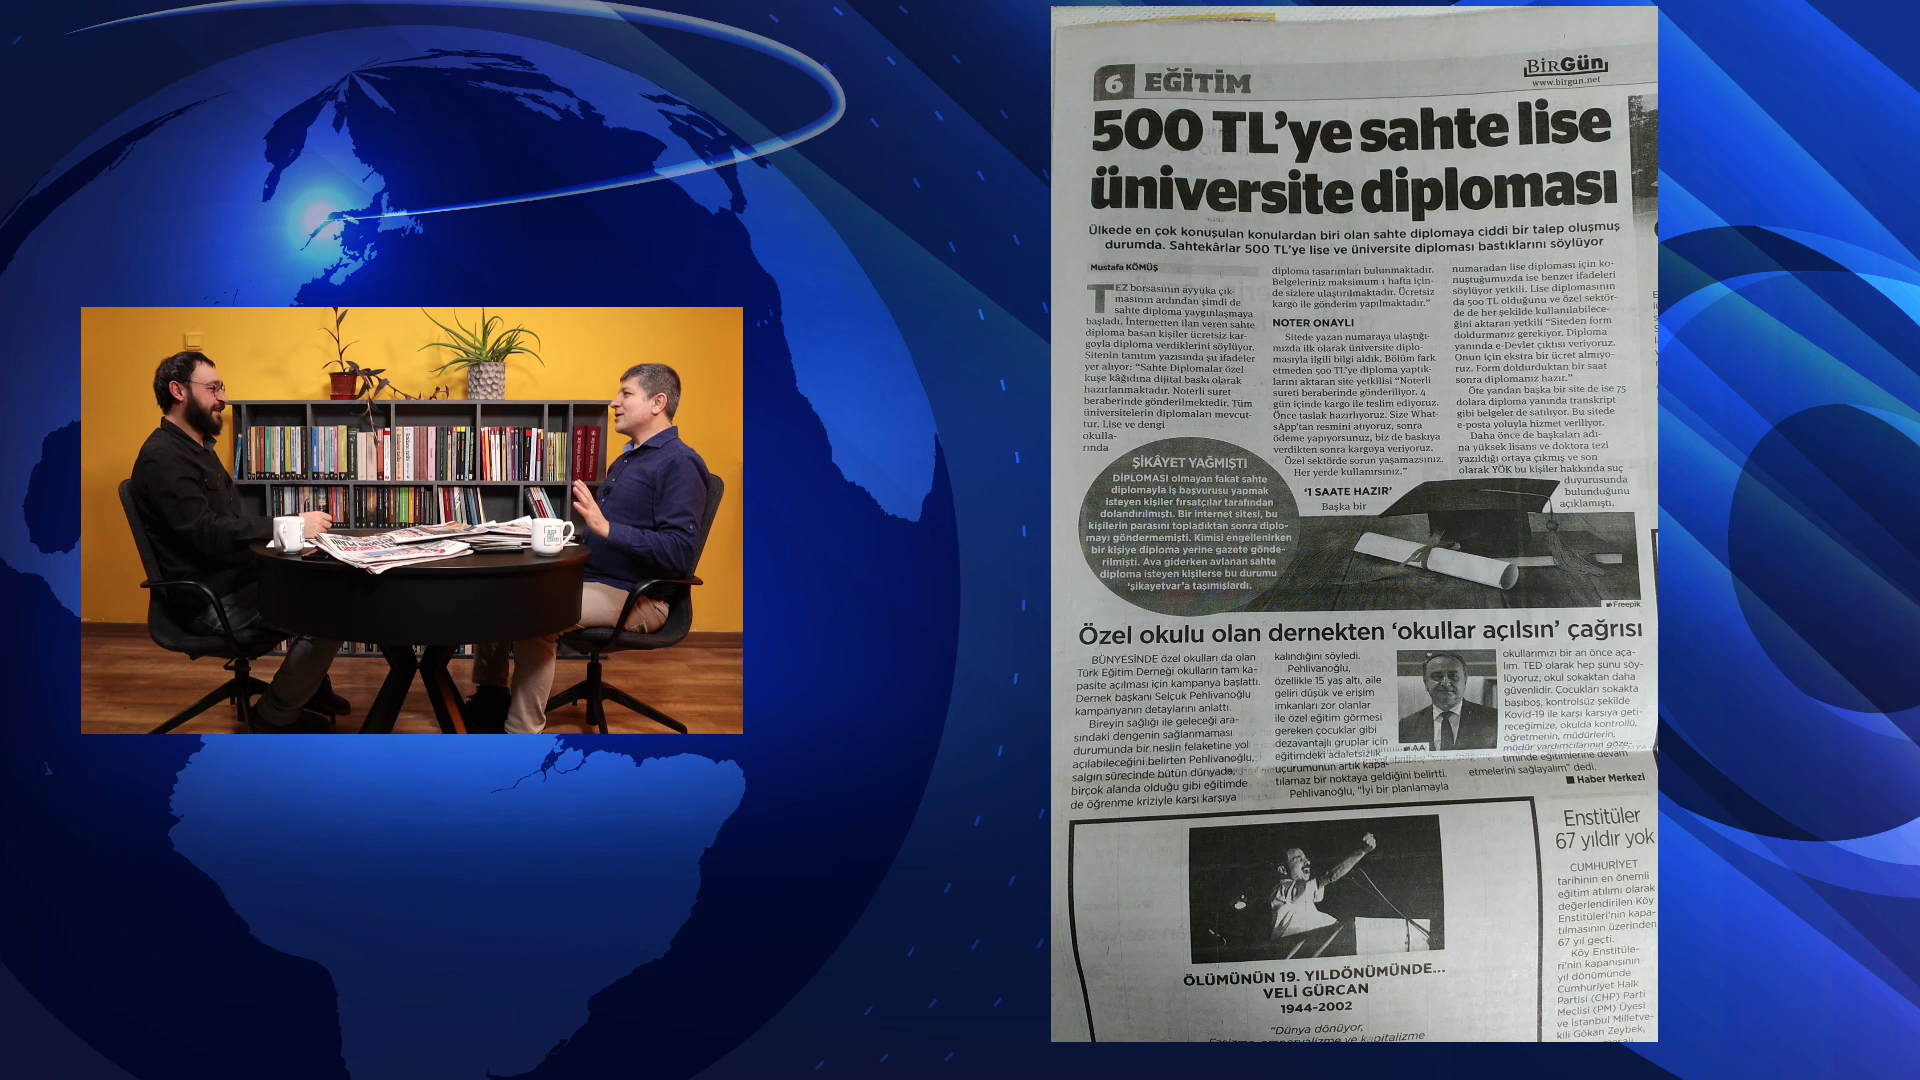 6 EĞİTİM
BirGün
www.birgun.net
500 TL’ye sahte lise
üniversite diploması
Ülkede en çok konuşulan konulardan biri olan sahte diplomaya ciddi bir talep oluşmuş
durumda. Sahtekârlar 500 TL’ye lise ve üniversite diploması bastıklarını söylüyor
Mustafa KÖMÜŞ
TEZ borsasının ayyuka çık-
masının ardından şimdi de
sahte diploma yaygınlaşmaya
başladı. İnternetten ilan veren sahte
diploma basan kişiler ücretsiz kar-
goyla diploma verdiklerini söylüyor.
Sitenin tanıtım yazısında şu ifadeler
yer alıyor: “Sahte Diplomalar özel
kuşe kâğıdına dijital baskı olarak
hazırlanmaktadır. Noterli suret
beraberinde gönderilmektedir. Tüm
üniversitelerin diplomaları mevcut-
tur. Lise ve dengi
okulla-
rında
diploma tasarımları bulunmaktadır.
Belgeleriniz maksimum 1 hafta için-
de sizlere ulaştırılmaktadır. Ücretsiz
kargo ile gönderim yapılmaktadır.”
NOTER ONAYLI
Sitede yazan numaraya ulaştığı-
mızda ilk olarak üniversite diplo-
masıyla ilgili bilgi aldık. Bölüm fark
etmeden 500 TL’ye diploma yaptık-
larını aktaran site yetkilisi “Noterli
sureti beraberinde gönderiliyor, 4
gün içinde kargo ile teslim ediyoruz.
Önce taslak hazırlıyoruz. Size What-
sApp’tan resmini atıyoruz, sonra
ödeme yapıyorsunuz, biz de baskıya
verdikten sonra kargoya veriyoruz.
Özel sektörde sorun yaşamazsınız.
Her yerde kullanırsınız.”
‘1 SAATE HAZIR’
Başka bir
numaradan lise diploması için ko-
nuştuğumuzda ise benzer ifadeleri
söylüyor yetkili. Lise diplomasının
da 500 TL olduğunu ve özel sektör-
de de her şekilde kullanılabilece-
ğini aktaran yetkili “Siteden form
doldurmanız gerekiyor. Diploma
yanında e-Devlet çıktısı veriyoruz.
Onun için ekstra bir ücret almıyo-
ruz. Form doldurduktan bir saat
sonra diplomanız hazır.”
Öte yandan başka bir site de ise 75
dolara diploma yanında transkript
gibi belgeler de satılıyor. Bu sitede
e-posta yoluyla hizmet veriliyor.
Daha önce de başkaları adı-
na yüksek lisans ve doktora tezi
yazıldığı ortaya çıkmış ve son
olarak YÖK bu kişiler hakkında suç
duyurusunda
bulunduğunu
açıklamıştı.
ŞİKÂYET YAĞMIŞTI
DİPLOMASI olmayan fakat sahte
diplomayla iş başvurusu yapmak
isteyen kişiler fırsatçılar tarafından
dolandırılmıştı. Bir internet sitesi, bu
kişilerin parasını topladıktan sonra diplo-
mayı göndermemişti. Kimisi engellenirken
bir kişiye diploma yerine gazete gönde-
rilmişti. Ava giderken avlanan sahte
diploma isteyen kişilerse bu durumu
‘şikayetvar’a taşımışlardı.
Freepik
Özel okulu olan dernekten ‘okullar açılsın’ çağrısı
BÜNYESİNDE özel okulları da olan
Türk Eğitim Derneği okulların tam ka-
pasite açılması için kampanya başlattı.
Dernek başkanı Selçuk Pehlivanoğlu
kampanyanın detaylarını anlattı.
Bireyin sağlığı ile geleceği ara-
sındaki dengenin sağlanmaması
durumunda bir neslin felaketine yol
açılabileceğini belirten Pehlivanoğlu,
salgın sürecinde bütün dünyada,
birçok alanda olduğu gibi eğitimde
de öğrenme kriziyle karşı karşıya
kalındığını söyledi.
Pehlivanoğlu,
özellikle 15 yaş altı, aile
geliri düşük ve erişim
imkanları zor olanlar
ile özel eğitim görmesi
gereken çocuklar gibi
dezavantajlı gruplar için
eğitimdeki adaletsizlik
uçurumunun artık kapa-
tılamaz bir noktaya geldiğini belirtti.
Pehlivanoğlu, “İyi bir planlamayla
AA
okullarımızı bir an önce aça-
lım. TED olarak hep şunu söy-
lüyoruz, okul sokaktan daha
güvenlidir. Çocukları sokakta
başıboş, kontrolsüz şekilde
Kovid-19 ile karşı karşıya geti-
receğimize, okulda kontrollü,
öğretmenin, müdürlerin,
müdür yardımcılarının göze-
timinde eğitimlerine devam
etmelerini sağlayalım” dedi.
Haber Merkezi
ÖLÜMÜNÜN 19. YILDÖNÜMÜNDE...
VELİ GÜRCAN
1944-2002
“Dünya dönüyor,
Faşizme, emperyalizme ve kapitalizme
Enstitüler
67 yıldır yok
CUMHURİYET
tarihinin en önemli
eğitim atılımı olarak
değerlendirilen Köy
Enstitüleri’nin kapa-
tılmasının üzerinden
67 yıl geçti.
Köy Enstitüle-
ri’nin kapanışının
yıl dönümünde
Cumhuriyet Halk
Partisi (CHP) Parti
Meclisi (PM) Üyesi
ve İstanbul Milletve-
kili Gökan Zeybek,